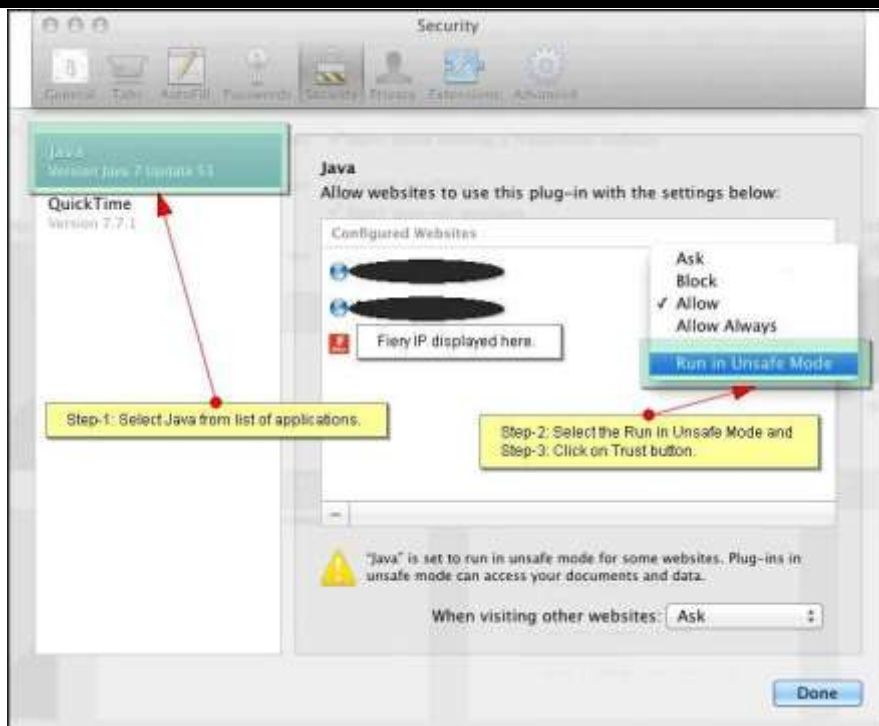 Security
General Tabs AutoFill Passwords Security Privacy Extensions Advanced
Java
Version Java 7 Update 51
QuickTime
Version 7.7.1
Java
Allow websites to use this plug-in with the settings below:
Configured Websites
Ask
Block
✓ Allow
Allow Always
Run in Unsafe Mode
Fiery IP displayed here.
Step-1: Select Java from list of applications.
Step-2: Select the Run in Unsafe Mode and
Step-3: Click on Trust button.
"Java" is set to run in unsafe mode for some websites. Plug-ins in
unsafe mode can access your documents and data.
When visiting other websites: Ask
Done